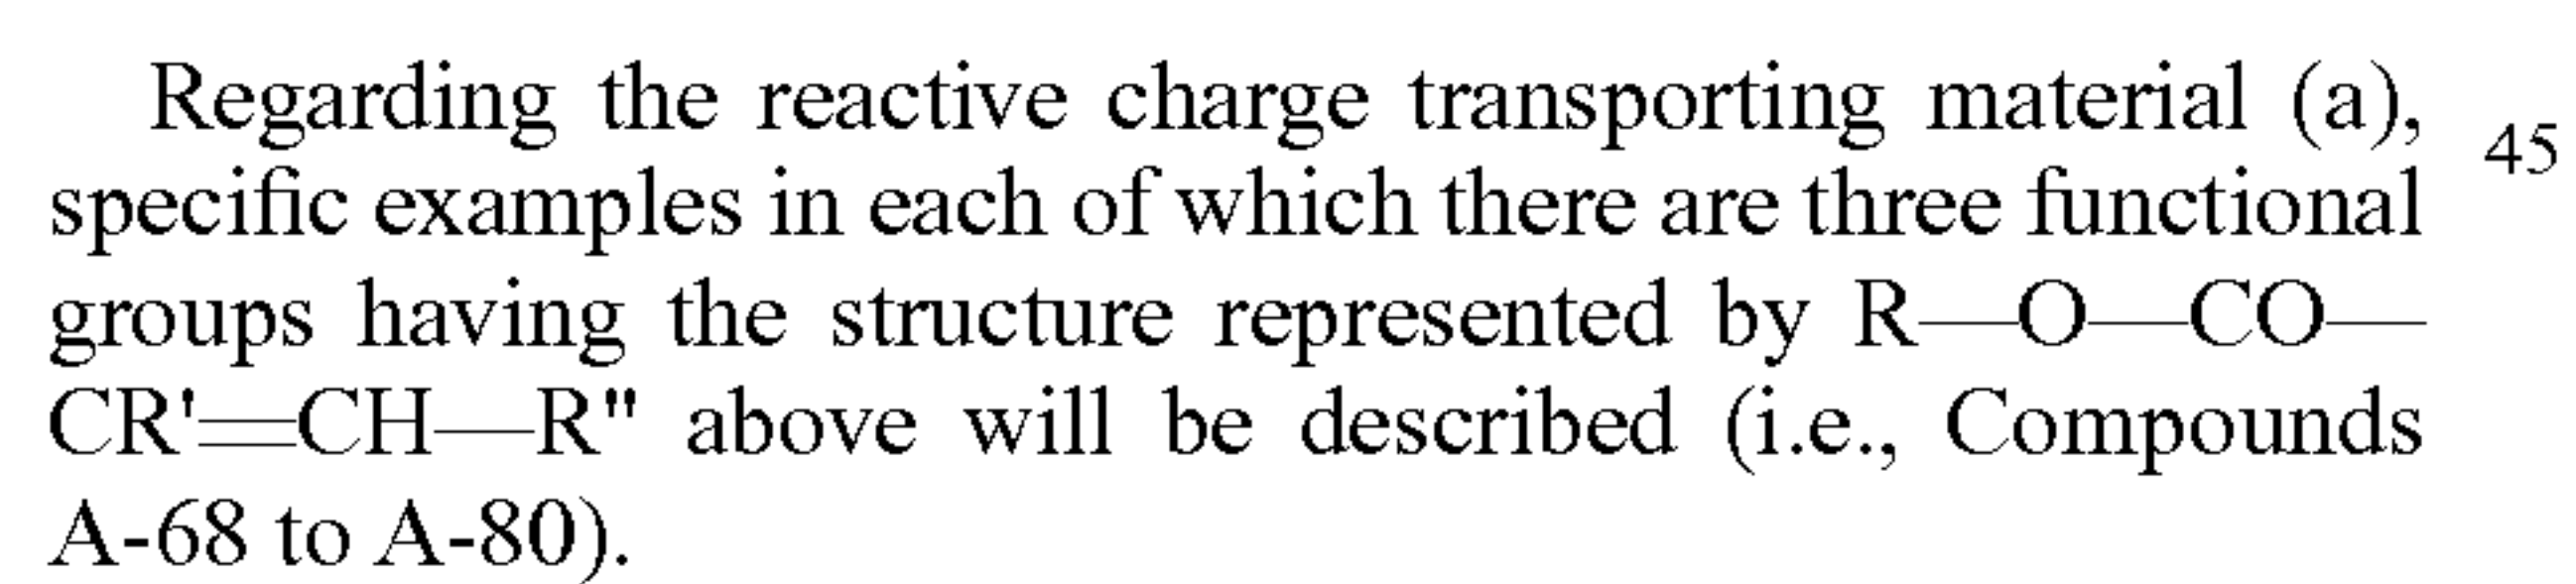 Regarding the reactive charge transporting material (a),
45
specific examples in each of which there are three functional
groups having the structure represented by R—O—CO—
CR'═CH—R" above will be described (i.e., Compounds
A-68 to A-80).